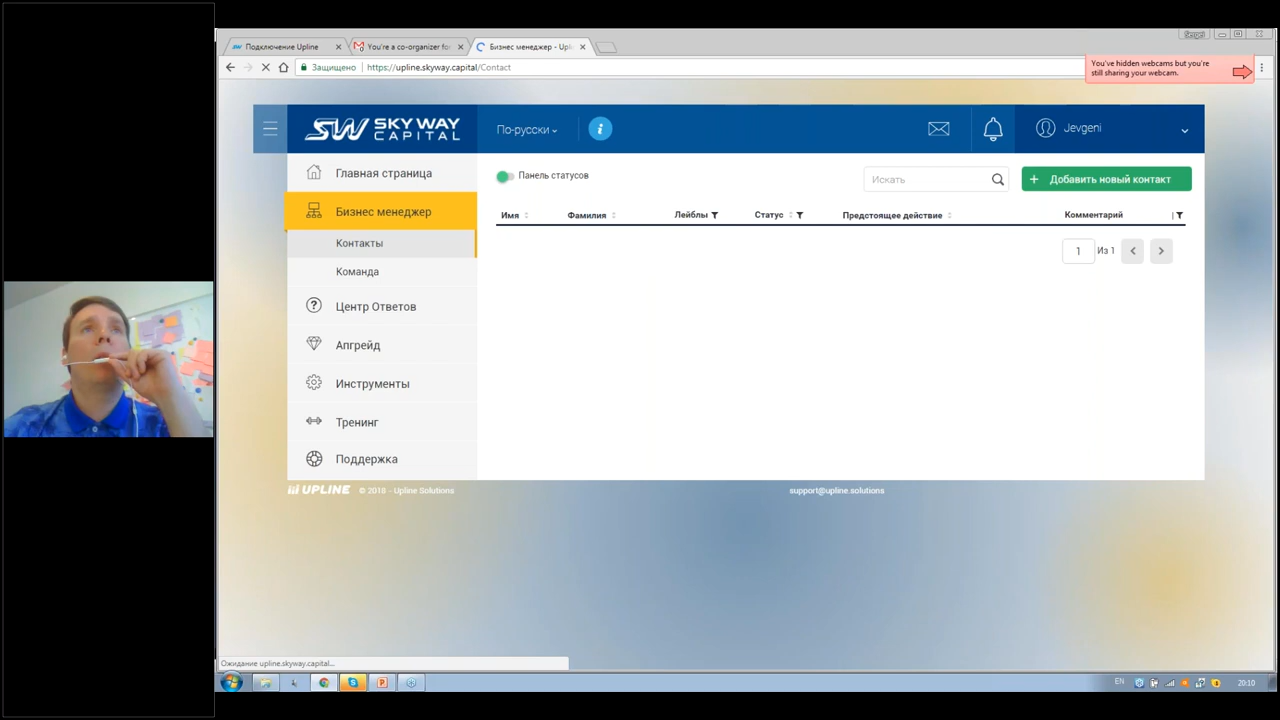 Sergei
Подключение Upline
You're a co-organizer fo
Бизнес менеджер - Upl
Защищено
https://upline.skyway.capital/Contact
You've hidden webcams but you're
still sharing your webcam.
SW SKY WAY
CAPITAL
По-русски
i
Jevgeni
Главная страница
Бизнес менеджер
Контакты
Команда
Центр Ответов
Апгрейд
Инструменты
Тренинг
Поддержка
Панель статусов
Искать
+ Добавить новый контакт
Имя
Фамилия
Лейблы
Статус
Предстоящее действие
Комментарий
1
Из 1
UPLINE © 2018 - Upline Solutions
support@upline.solutions
Ожидание upline.skyway.capital...
EN
20:10